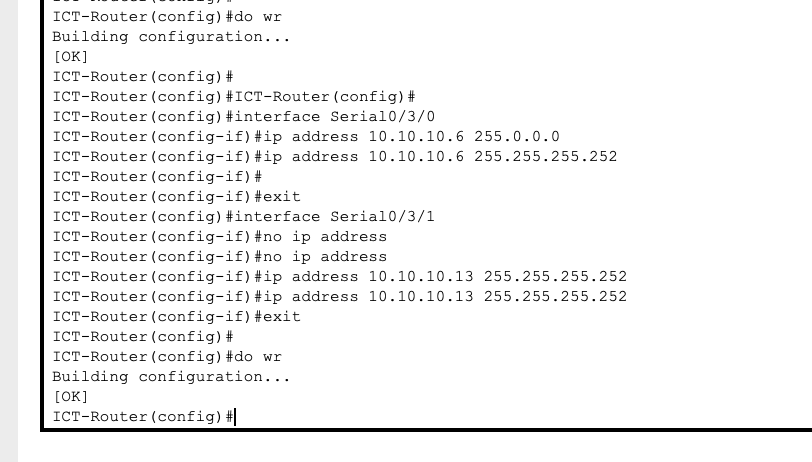 ICT-Router(config)#
ICT-Router(config)#do wr
Building configuration...
[OK]
ICT-Router(config)#
ICT-Router(config)#ICT-Router(config)#
ICT-Router(config)#interface Serial0/3/0
ICT-Router(config-if)#ip address 10.10.10.6 255.0.0.0
ICT-Router(config-if)#ip address 10.10.10.6 255.255.255.252
ICT-Router(config-if)#
ICT-Router(config-if)#exit
ICT-Router(config)#interface Serial0/3/1
ICT-Router(config-if)#no ip address
ICT-Router(config-if)#no ip address
ICT-Router(config-if)#ip address 10.10.10.13 255.255.255.252
ICT-Router(config-if)#ip address 10.10.10.13 255.255.255.252
ICT-Router(config-if)#exit
ICT-Router(config)#
ICT-Router(config)#do wr
Building configuration...
[OK]
ICT-Router(config)#